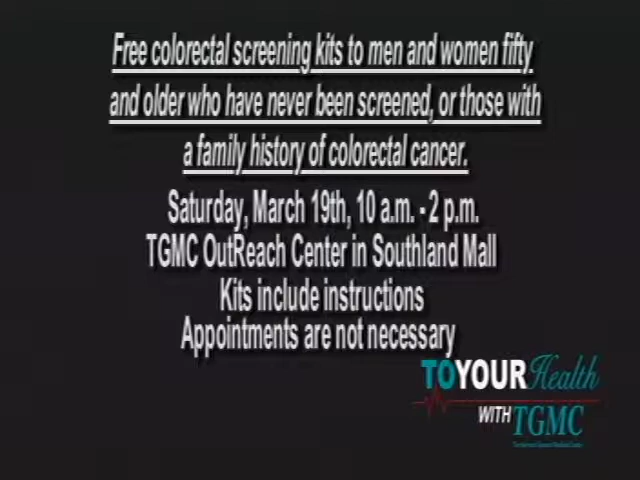 Free colorectal screening kits to men and women fifty
and older who have never been screened, or those with
a family history of colorectal cancer.
Saturday, March 19th, 10 a.m. - 2 p.m.
TGMC OutReach Center in Southland Mall
Kits include instructions
Appointments are not necessary
TOYOUR Health
WITH TGMC